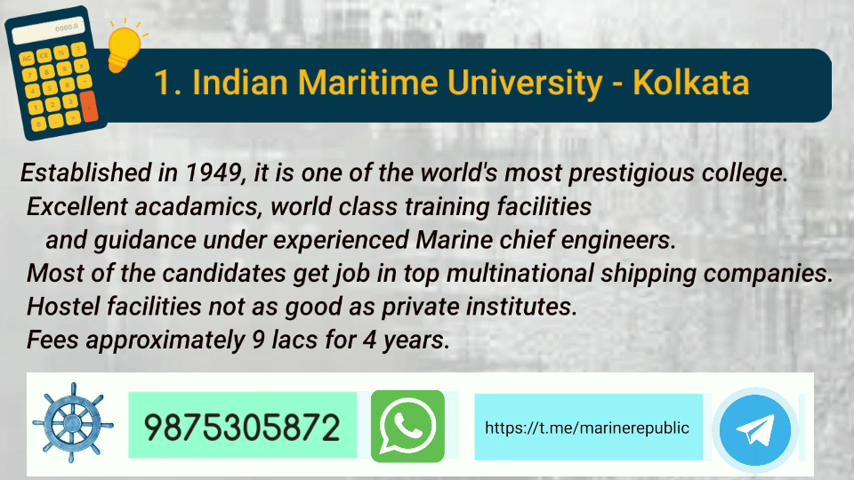 1. Indian Maritime University - Kolkata
Established in 1949, it is one of the world's most prestigious college.
Excellent acadamics, world class training facilities
and guidance under experienced Marine chief engineers.
Most of the candidates get job in top multinational shipping companies.
Hostel facilities not as good as private institutes.
Fees approximately 9 lacs for 4 years.
9875305872
https://t.me/marinerepublic